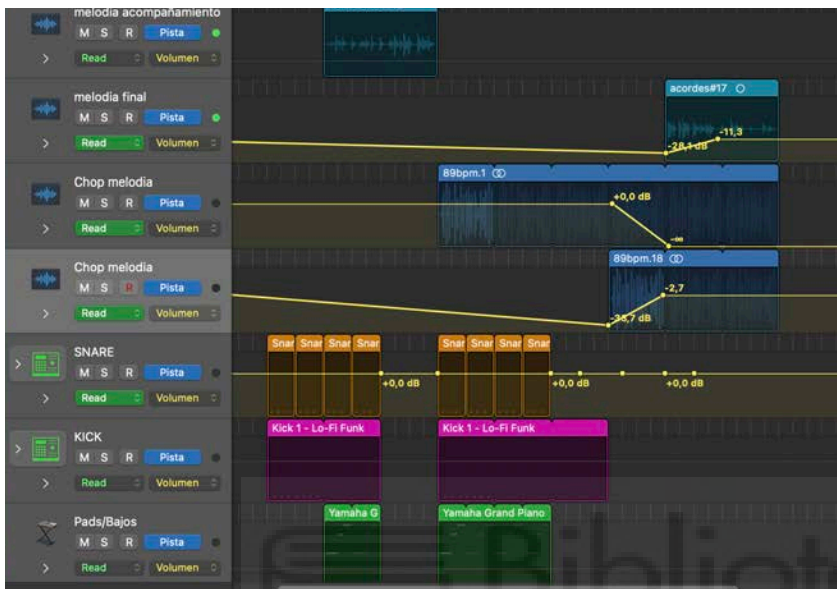 melodia acompañamiento
M S R Pista
Read Volumen
melodia final
M S R Pista
Read Volumen
acordes#17
-28,1 dB
-11,3
Chop melodia
M S R Pista
Read Volumen
89bpm.1
+0,0 dB
-∞
Chop melodia
M S R Pista
Read Volumen
89bpm.18
dB
-2,7
SNARE
M S R Pista
Read Volumen
Snar Snar Snar Snar Snar Snar Snar Snar
+0,0 dB +0,0 dB +0,0 dB
KICK
M S R Pista
Read Volumen
Kick 1 - Lo-Fi Funk Kick 1 - Lo-Fi Funk
Pads/Bajos
M S R Pista
Read Volumen
Yamaha G Yamaha Grand Piano
Bibliot